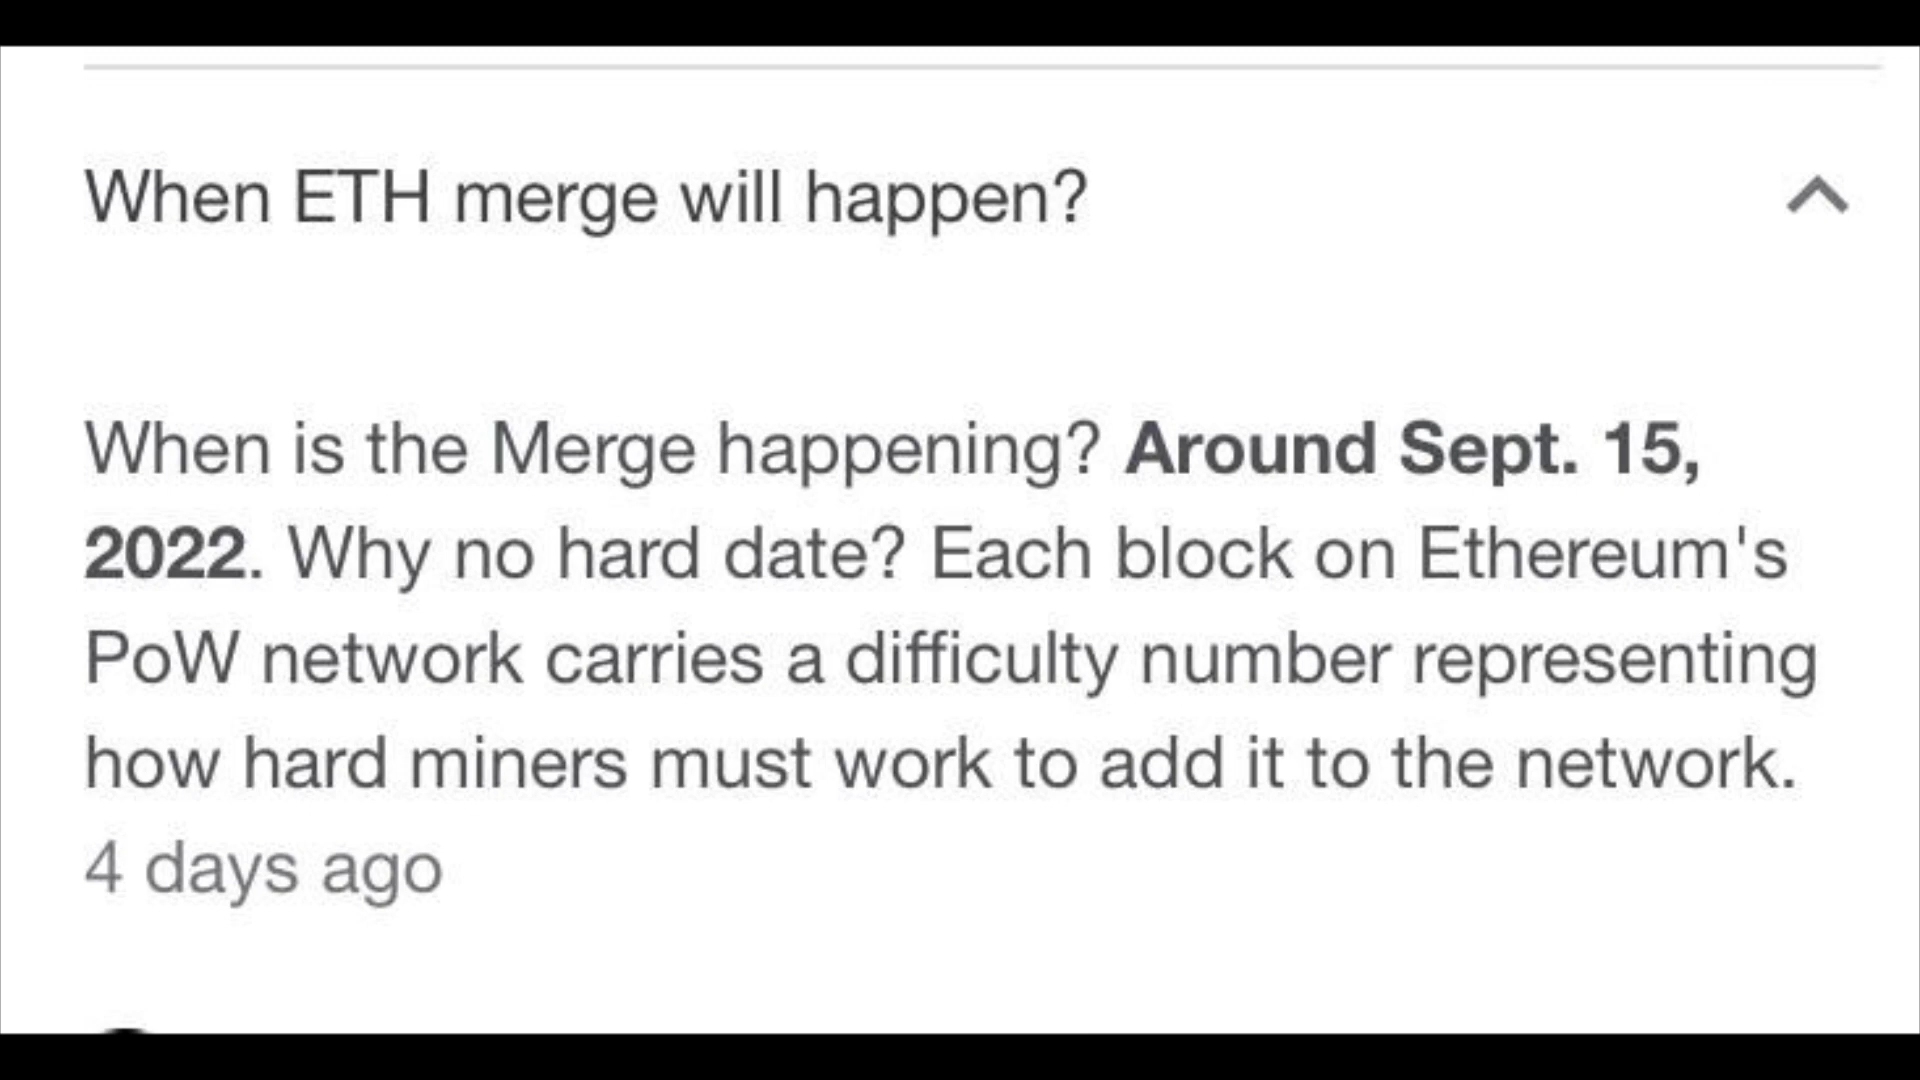 When ETH merge will happen?
When is the Merge happening? Around Sept. 15,
2022. Why no hard date? Each block on Ethereum's
PoW network carries a difficulty number representing
how hard miners must work to add it to the network.
4 days ago